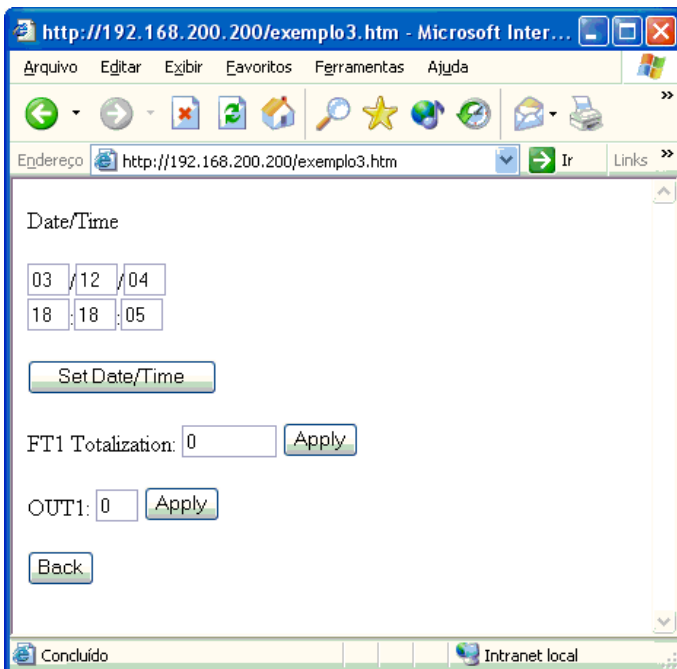 http://192.168.200.200/exemplo3.htm - Microsoft Inter...
Arquivo Editar Exibir Favoritos Ferramentas Ajuda
Endereço http://192.168.200.200/exemplo3.htm Ir Links »
Date/Time
03 /12 /04
18 :18 :05
Set Date/Time
FT1 Totalization: 0 Apply
OUT1: 0 Apply
Back
Concluído Intranet local